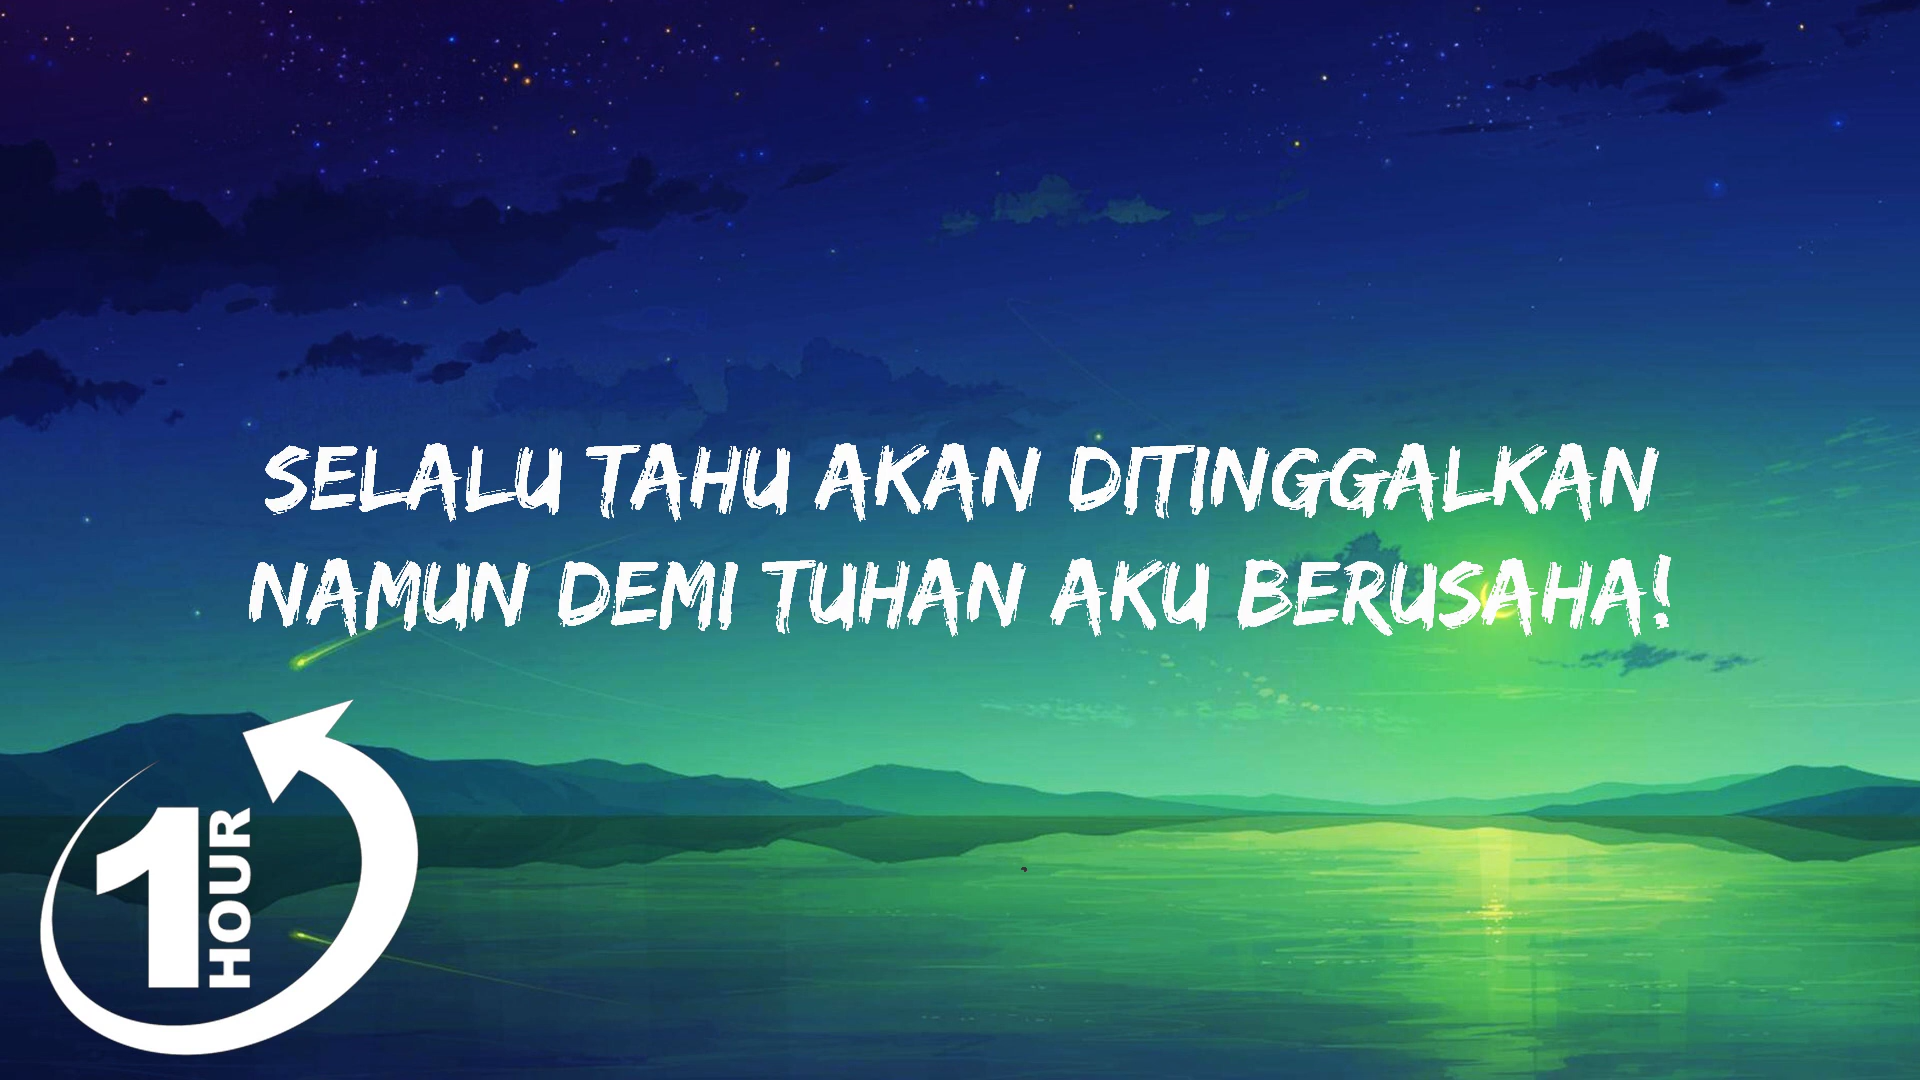 SELALU TAHU AKAN DITINGGALKAN
NAMUN DEMI TUHAN AKU BERUSAHA!
1
HOUR